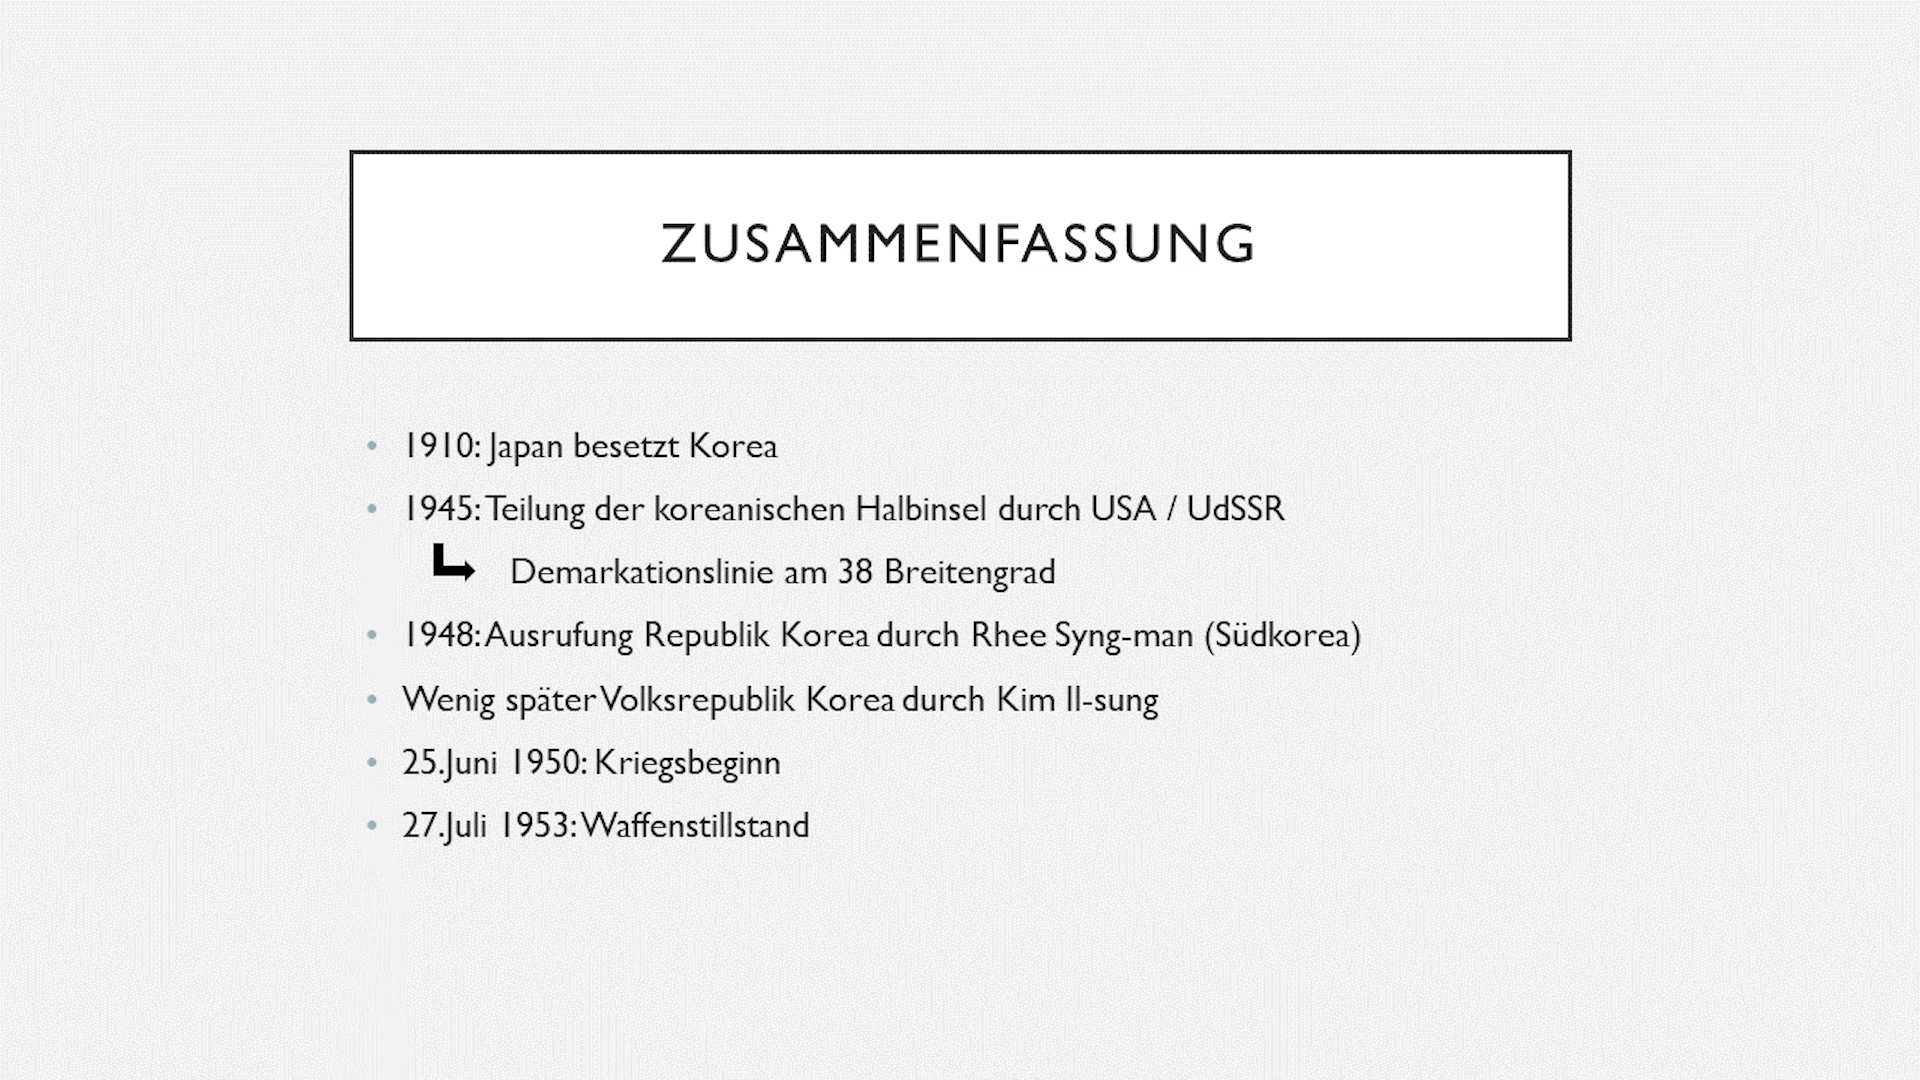 ZUSAMMENFASSUNG
• 1910: Japan besetzt Korea
• 1945: Teilung der koreanischen Halbinsel durch USA / UdSSR
Demarkationslinie am 38 Breitengrad
• 1948: Ausrufung Republik Korea durch Rhee Syng-man (Südkorea)
• Wenig später Volksrepublik Korea durch Kim Il-sung
• 25.Juni 1950: Kriegsbeginn
• 27.Juli 1953: Waffenstillstand